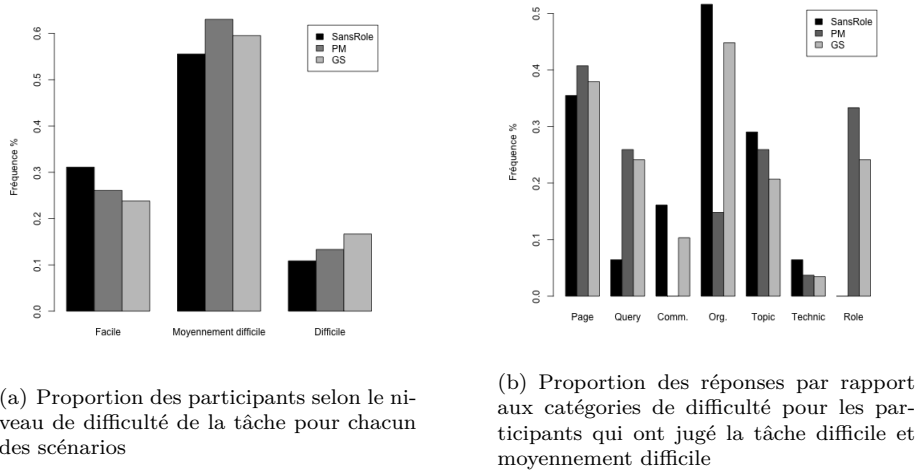 Fréquence %
0.0
0.1
0.2
0.3
0.4
0.5
0.6
SansRole
PM
GS
Facile
Moyennement difficile
Difficile
(a) Proportion des participants selon le ni-
veau de difficulté de la tâche pour chacun
des scénarios
Fréquence %
0.0
0.1
0.2
0.3
0.4
0.5
SansRole
PM
GS
Page
Query
Comm.
Org.
Topic
Technic
Role
(b) Proportion des réponses par rapport
aux catégories de difficulté pour les par-
ticipants qui ont jugé la tâche difficile et
moyennement difficile